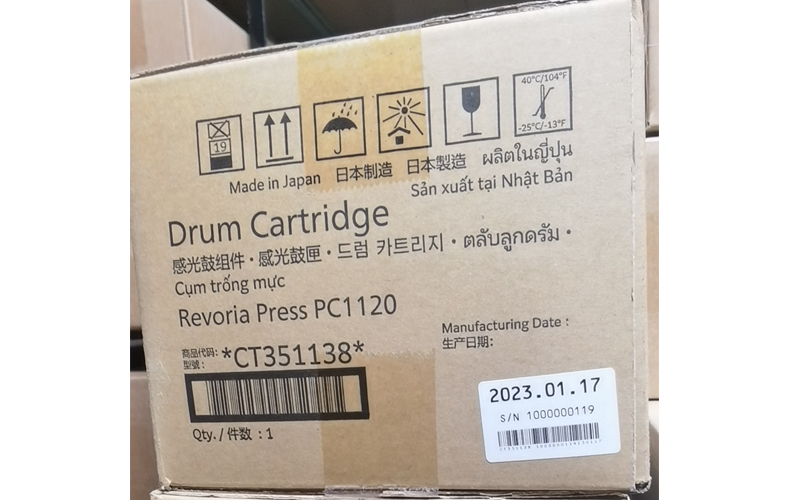 19
40°C/104°F
-25°C/-13°F
Made in Japan 日本制造 日本製造 ผลิตในญี่ปุ่น
Sản xuất tại Nhật Bản
Drum Cartridge
感光鼓组件・感光鼓匣・드럼 카트리지・ตลับลูกดรัม・
Cụm trống mực
Revoria Press PC1120
商品代码:
型號:
*CT351138*
Qty. / 件数 : 1
Manufacturing Date :
生产日期:
2023.01.17
S/N 1000000119